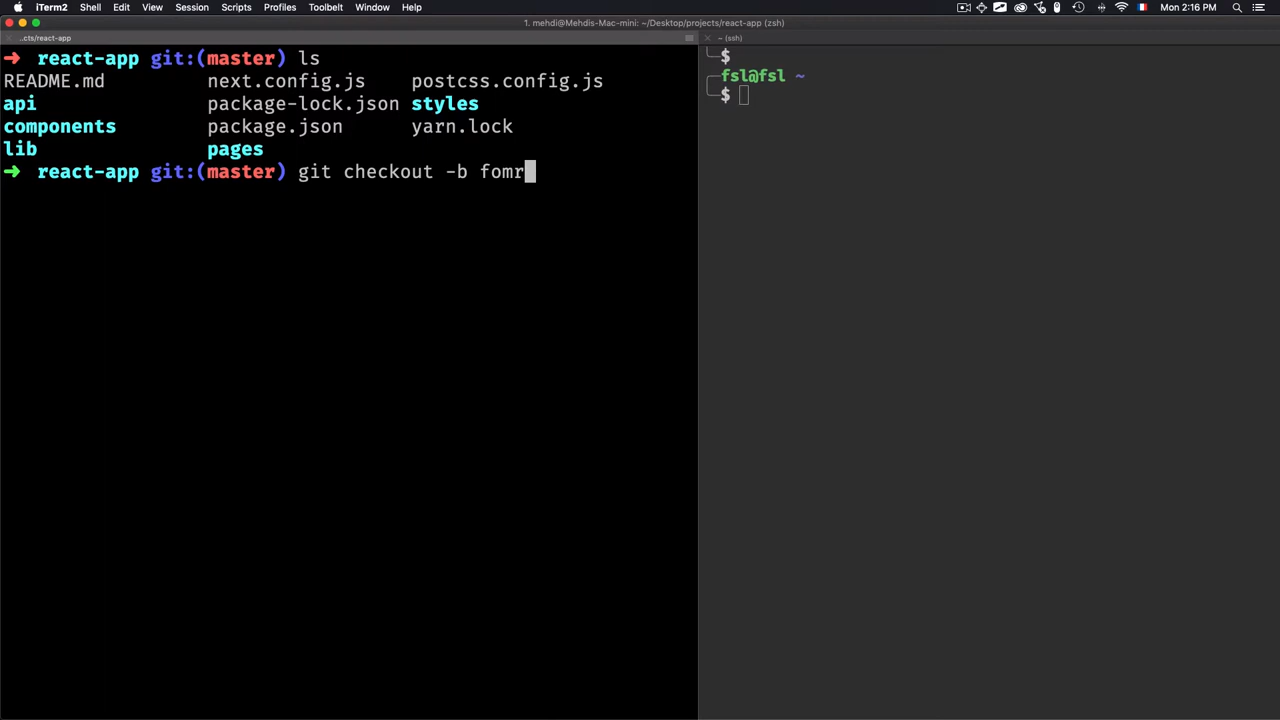 iTerm2 Shell Edit View Session Scripts Profiles Toolbelt Window Help Mon 2:16 PM
1. mehdi@Mehdis-Mac-mini: ~/Desktop/projects/react-app (zsh)
..cts/react-app
~ (ssh)
➜ react-app git:(master) ls
README.md next.config.js postcss.config.js
api package-lock.json styles
components package.json yarn.lock
lib pages
➜ react-app git:(master) git checkout -b fomr
$
fsl@fsl ~
$